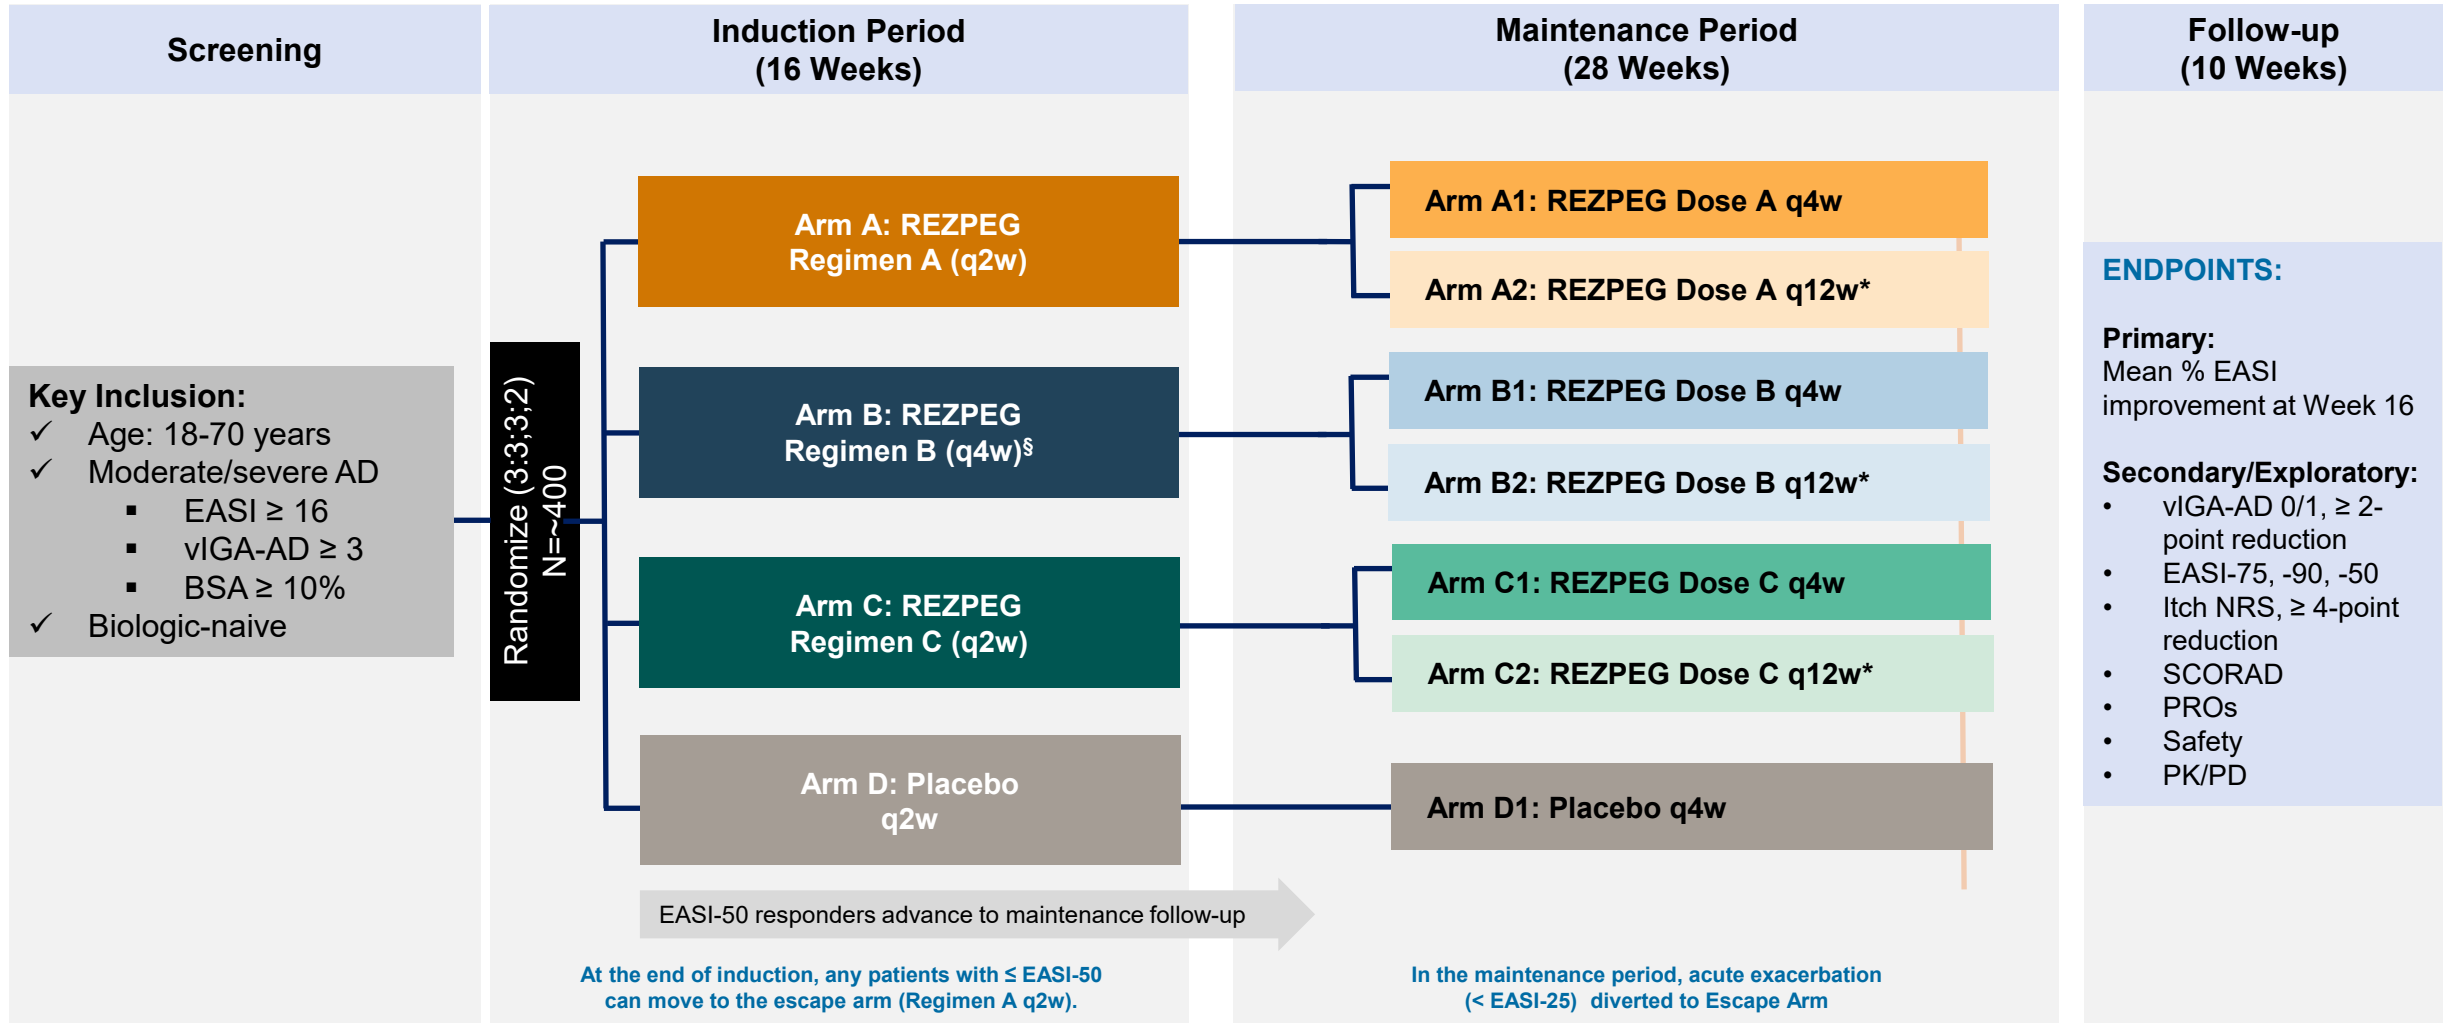 Screening
Induction Period
(16 Weeks)
Maintenance Period
(28 Weeks)
Follow-up
(10 Weeks)
Key Inclusion:
✓ Age: 18-70 years
✓ Moderate/severe AD
▪ EASI ≥ 16
▪ vIGA-AD ≥ 3
▪ BSA ≥ 10%
✓ Biologic-naive
Randomize (3:3:3;2)
N=~400
Arm A: REZPEG
Regimen A (q2w)
Arm B: REZPEG
Regimen B (q4w)§
Arm C: REZPEG
Regimen C (q2w)
Arm D: Placebo
q2w
EASI-50 responders advance to maintenance follow-up
At the end of induction, any patients with ≤ EASI-50
can move to the escape arm (Regimen A q2w).
Arm A1: REZPEG Dose A q4w
Arm A2: REZPEG Dose A q12w*
Arm B1: REZPEG Dose B q4w
Arm B2: REZPEG Dose B q12w*
Arm C1: REZPEG Dose C q4w
Arm C2: REZPEG Dose C q12w*
Arm D1: Placebo q4w
In the maintenance period, acute exacerbation
(< EASI-25) diverted to Escape Arm
ENDPOINTS:
Primary:
Mean % EASI
improvement at Week 16
Secondary/Exploratory:
• vIGA-AD 0/1, ≥ 2-
point reduction
• EASI-75, -90, -50
• Itch NRS, ≥ 4-point
reduction
• SCORAD
• PROs
• Safety
• PK/PD